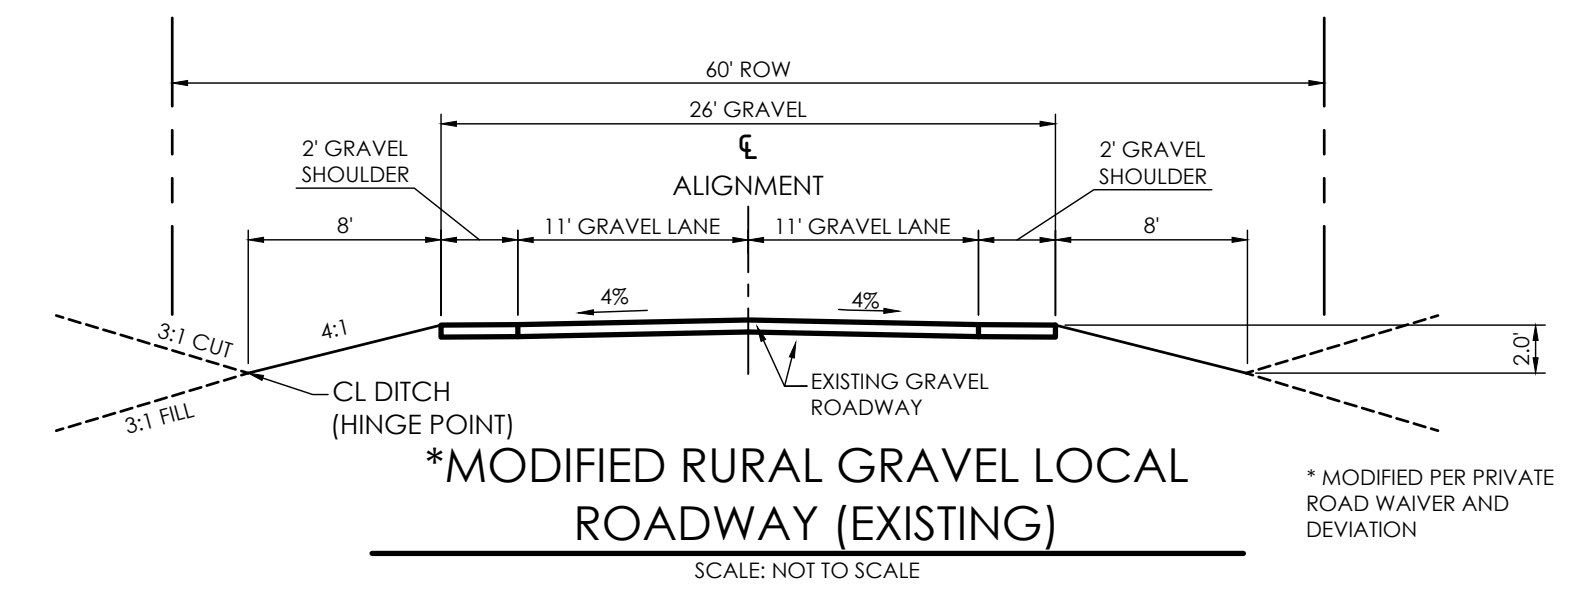 60' ROW
26' GRAVEL
℄
ALIGNMENT
2' GRAVEL
SHOULDER
2' GRAVEL
SHOULDER
8'
11' GRAVEL LANE
11' GRAVEL LANE
8'
4%
4%
3:1 CUT
4:1
2.0'
3:1 FILL
CL DITCH
(HINGE POINT)
EXISTING GRAVEL
ROADWAY
*MODIFIED RURAL GRAVEL LOCAL
ROADWAY (EXISTING)
SCALE: NOT TO SCALE
* MODIFIED PER PRIVATE
ROAD WAIVER AND
DEVIATION